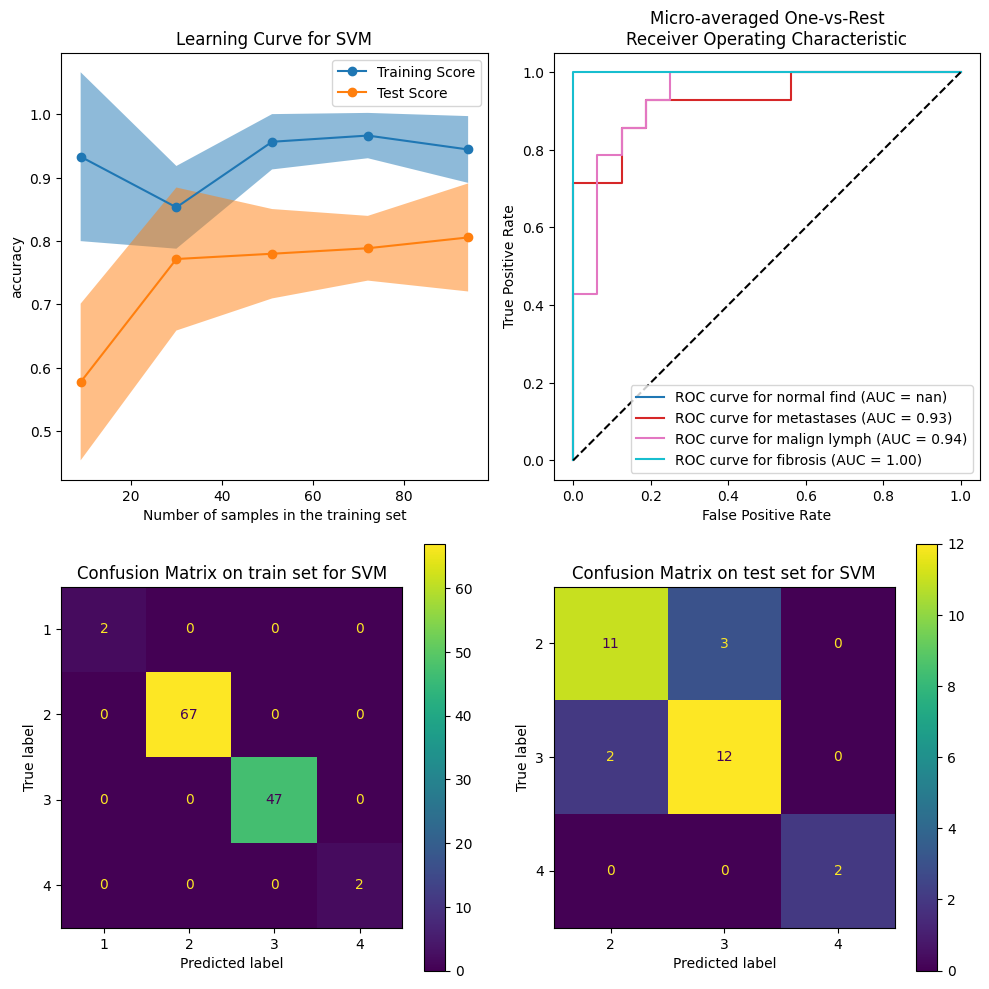 Learning Curve for SVM
Training Score
Test Score
1.0
0.9
0.8
0.7
0.6
0.5
accuracy
20 40 60 80
Number of samples in the training set
Micro-averaged One-vs-Rest
Receiver Operating Characteristic
1.0
0.8
0.6
0.4
0.2
0.0
True Positive Rate
ROC curve for normal find (AUC = nan)
ROC curve for metastases (AUC = 0.93)
ROC curve for malign lymph (AUC = 0.94)
ROC curve for fibrosis (AUC = 1.00)
0.0 0.2 0.4 0.6 0.8 1.0
False Positive Rate
Confusion Matrix on train set for SVM
True label
1 2 0 0 0
2 0 67 0 0
3 0 0 47 0
4 0 0 0 2
1 2 3 4
Predicted label
60
50
40
30
20
10
0
Confusion Matrix on test set for SVM
True label
2 11 3 0
3 2 12 0
4 0 0 2
2 3 4
Predicted label
12
10
8
6
4
2
0